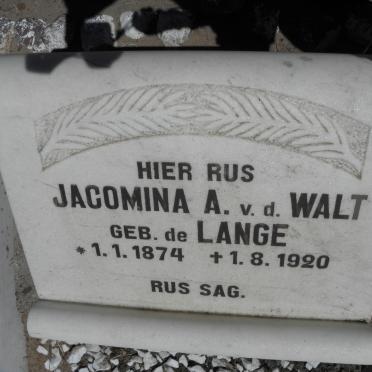 HIER RUS
JACOMINA A. v. d. WALT
GEB. de LANGE
* 1. 1. 1874 + 1. 8. 1920
RUS SAG.